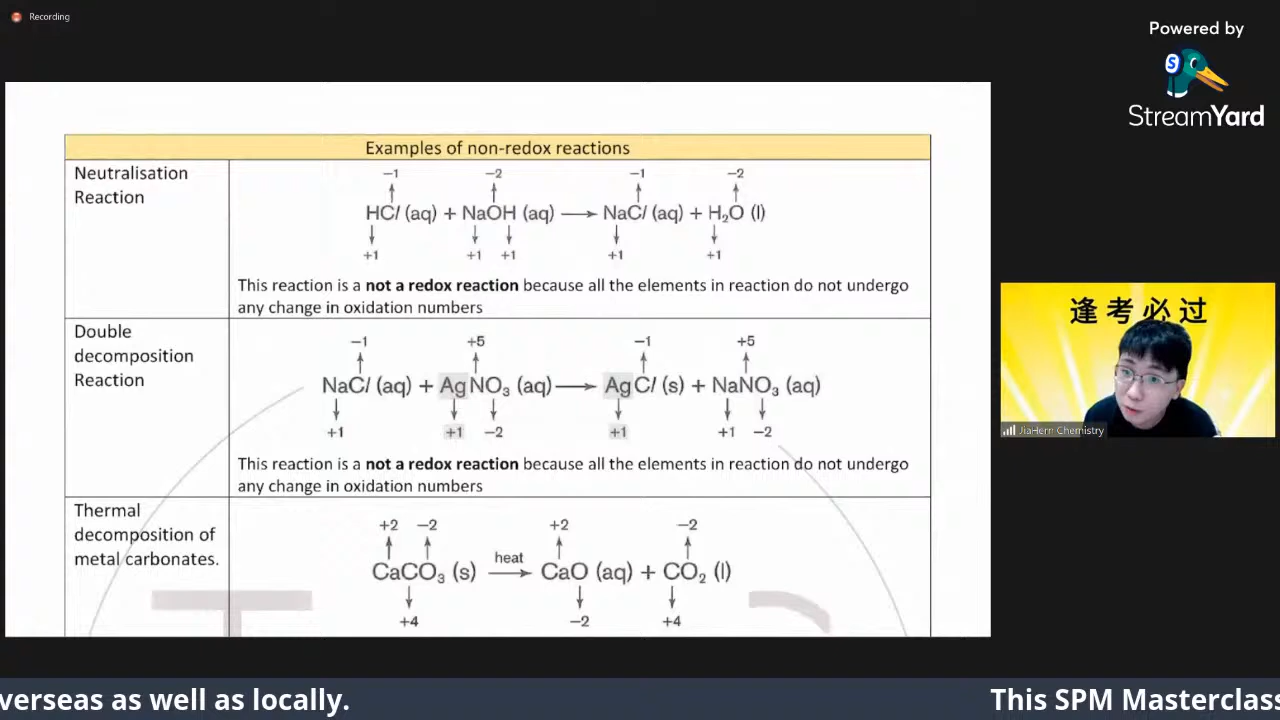 Recording
Powered by
S
StreamYard
Examples of non-redox reactions
Neutralisation
Reaction
−1 −2 −1 −2
HCl (aq) + NaOH (aq) ⟶ NaCl (aq) + H₂O (l)
+1 +1 +1 +1 +1
This reaction is a not a redox reaction because all the elements in reaction do not undergo
any change in oxidation numbers
Double
decomposition
Reaction
−1 +5 −1 +5
NaCl (aq) + AgNO₃ (aq) ⟶ AgCl (s) + NaNO₃ (aq)
+1 +1 −2 +1 +1 −2
This reaction is a not a redox reaction because all the elements in reaction do not undergo
any change in oxidation numbers
Thermal
decomposition of
metal carbonates.
+2 −2 +2 −2
heat
CaCO₃ (s) ⟶ CaO (aq) + CO₂ (l)
+4 −2 +4
逢考必过
JiaHern Chemistry
verseas as well as locally.
This SPM Masterclass